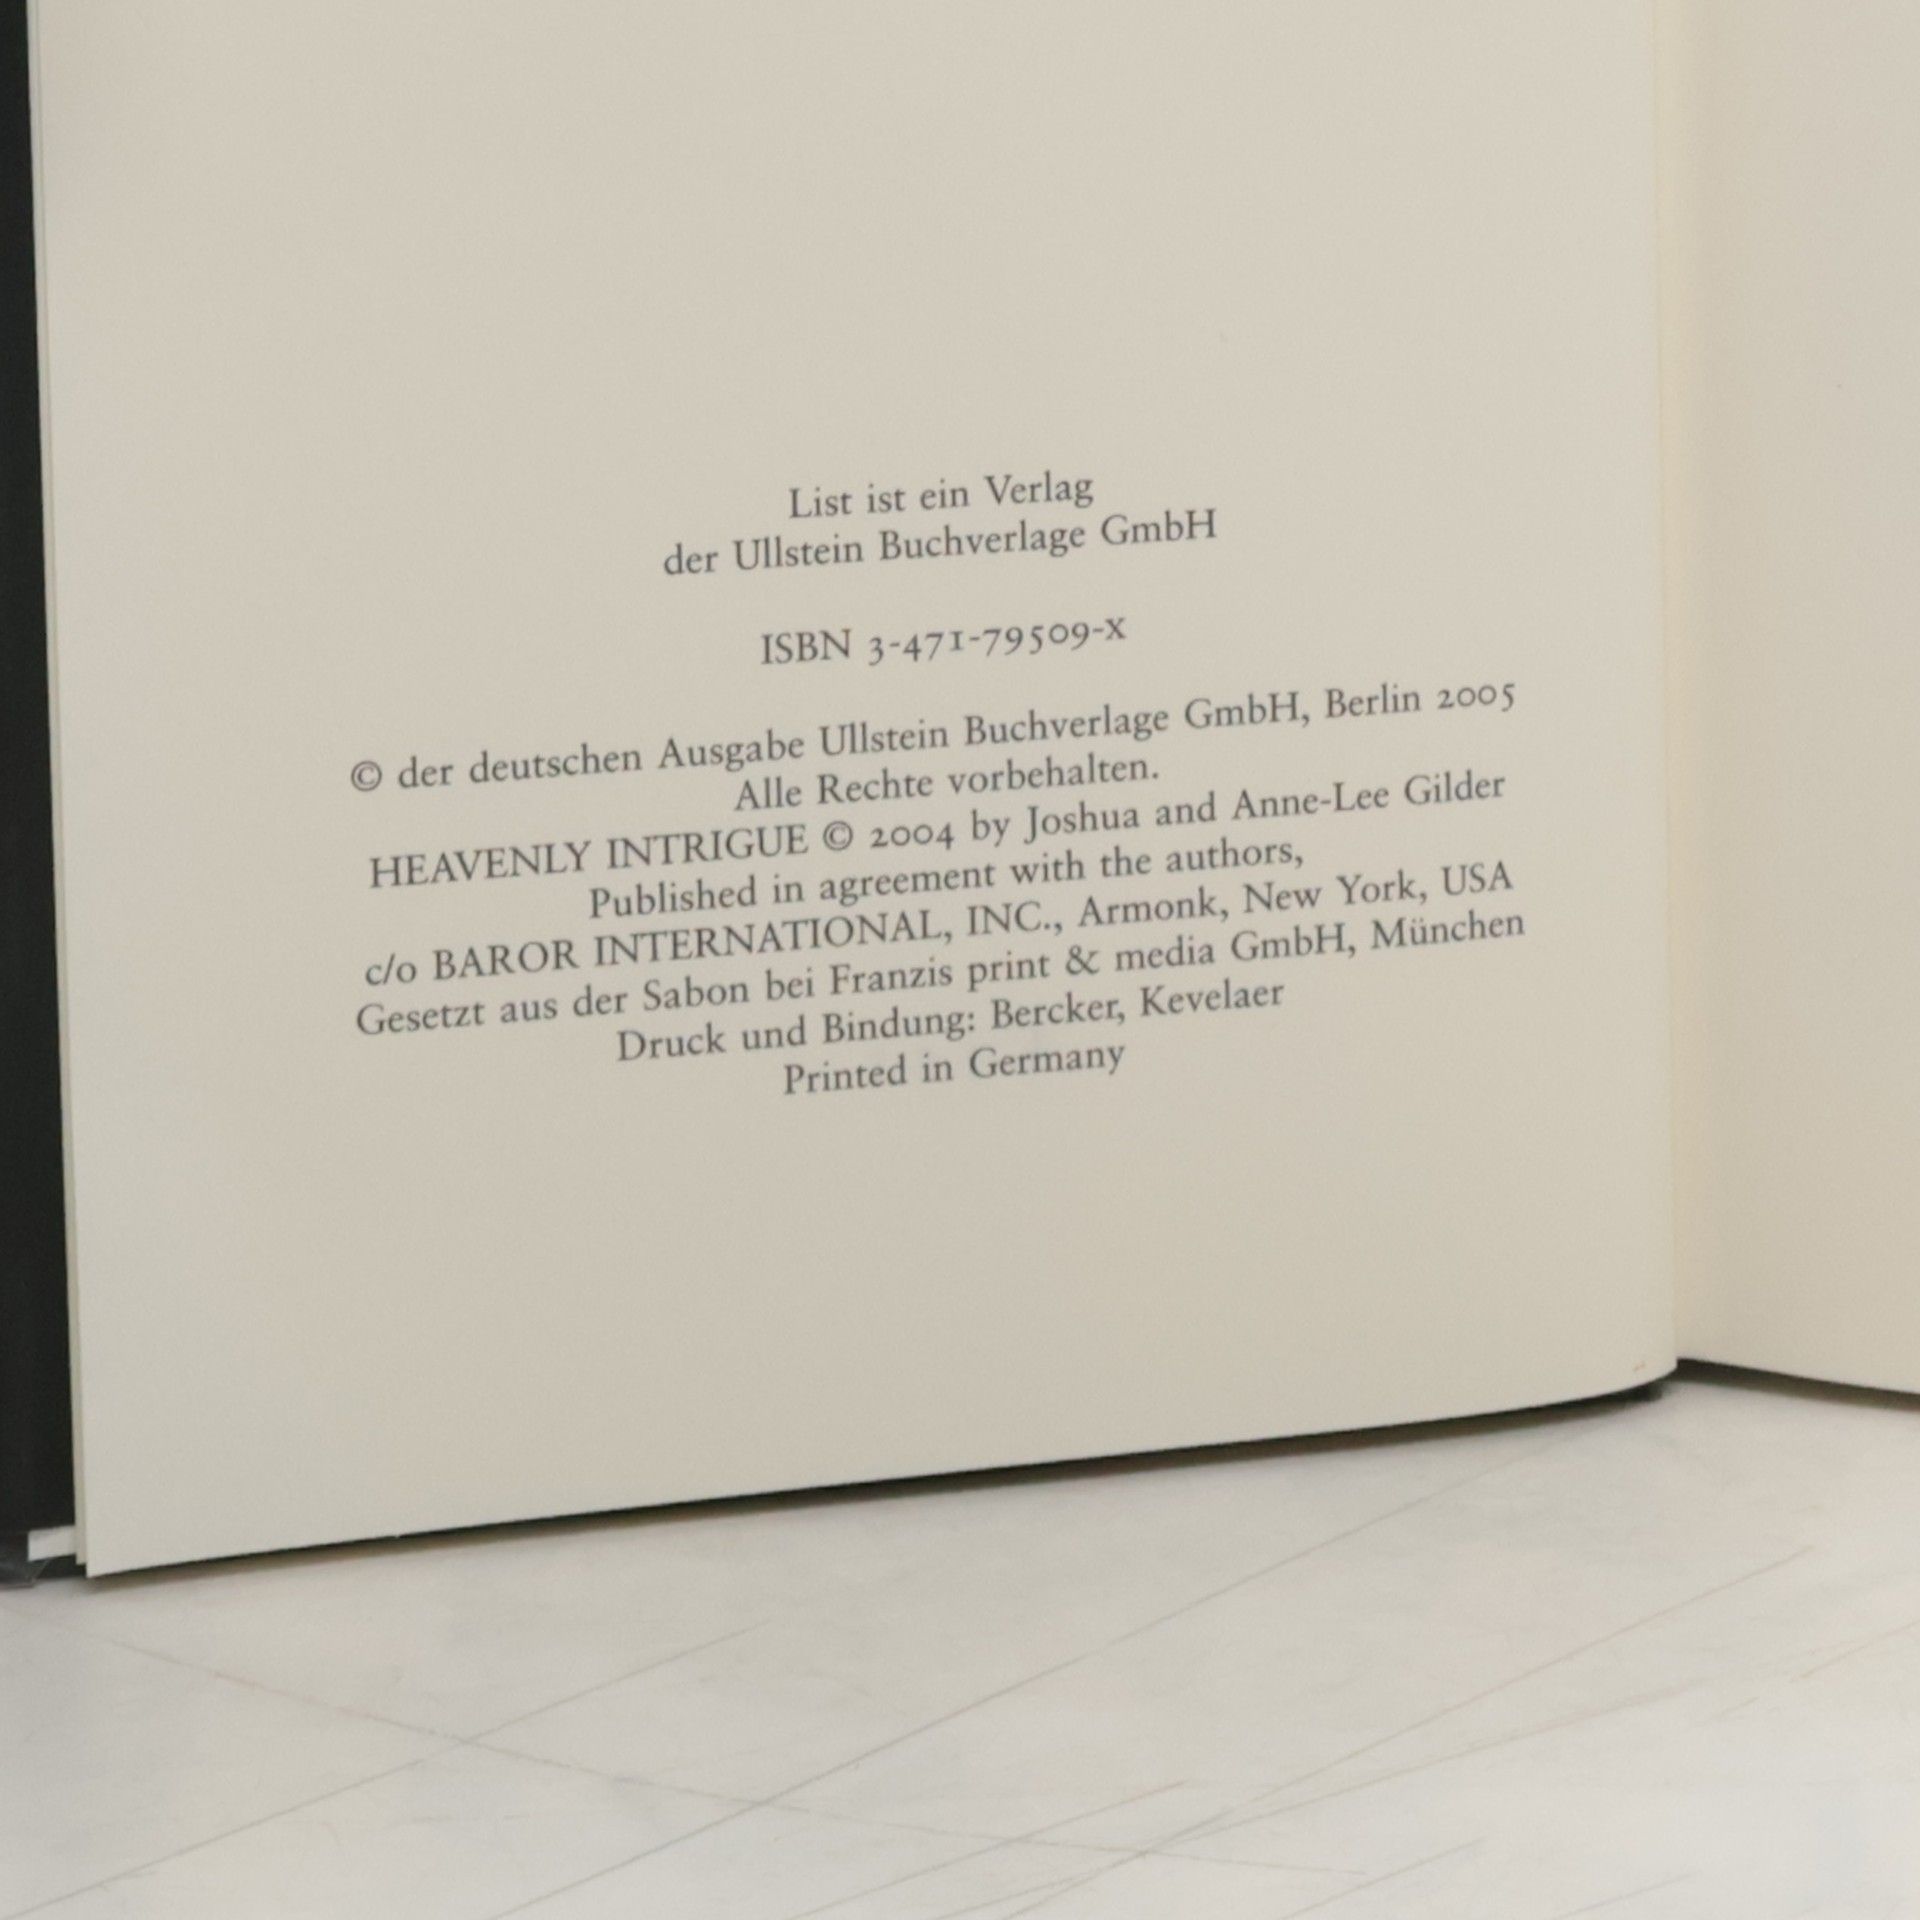 List ist ein Verlag
der Ullstein Buchverlage GmbH
ISBN 3-471-79509-X
© der deutschen Ausgabe Ullstein Buchverlage GmbH, Berlin 2005
Alle Rechte vorbehalten.
HEAVENLY INTRIGUE © 2004 by Joshua and Anne-Lee Gilder
Published in agreement with the authors,
c/o BAROR INTERNATIONAL, INC., Armonk, New York, USA
Gesetzt aus der Sabon bei Franzis print & media GmbH, München
Druck und Bindung: Bercker, Kevelaer
Printed in Germany